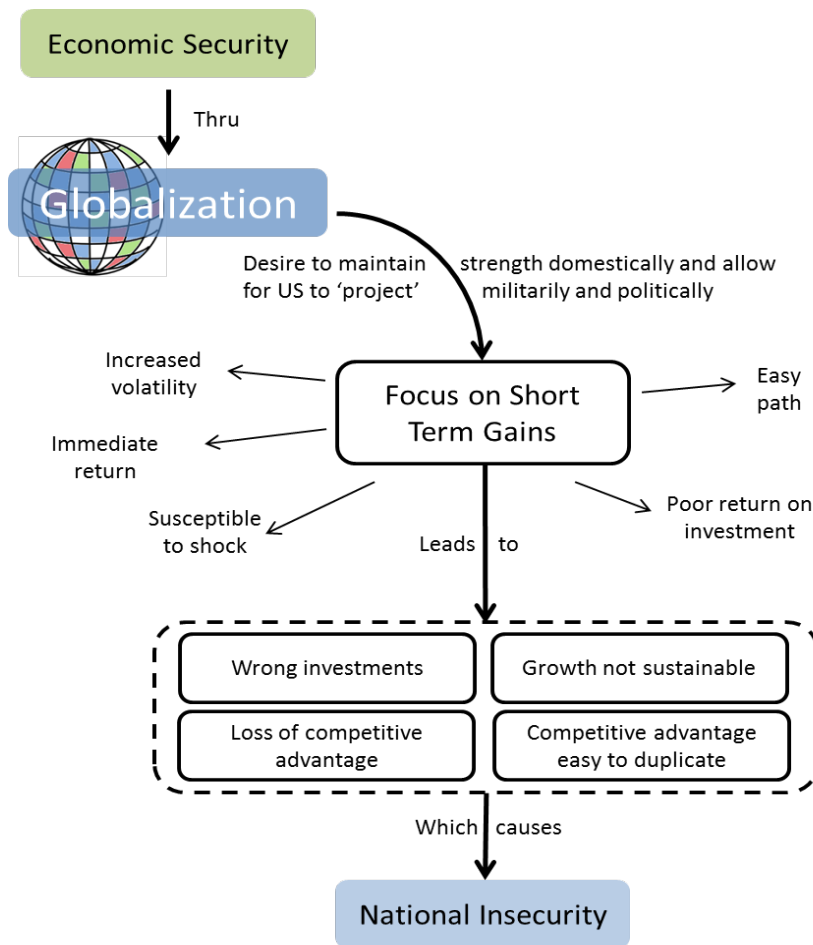 Economic Security
Thru
Globalization
Desire to maintain strength domestically and allow
for US to ‘project’ militarily and politically
Increased
volatility
Immediate
return
Susceptible
to shock
Focus on Short
Term Gains
Easy
path
Poor return on
investment
Leads to
Wrong investments
Growth not sustainable
Loss of competitive
advantage
Competitive advantage
easy to duplicate
Which causes
National Insecurity